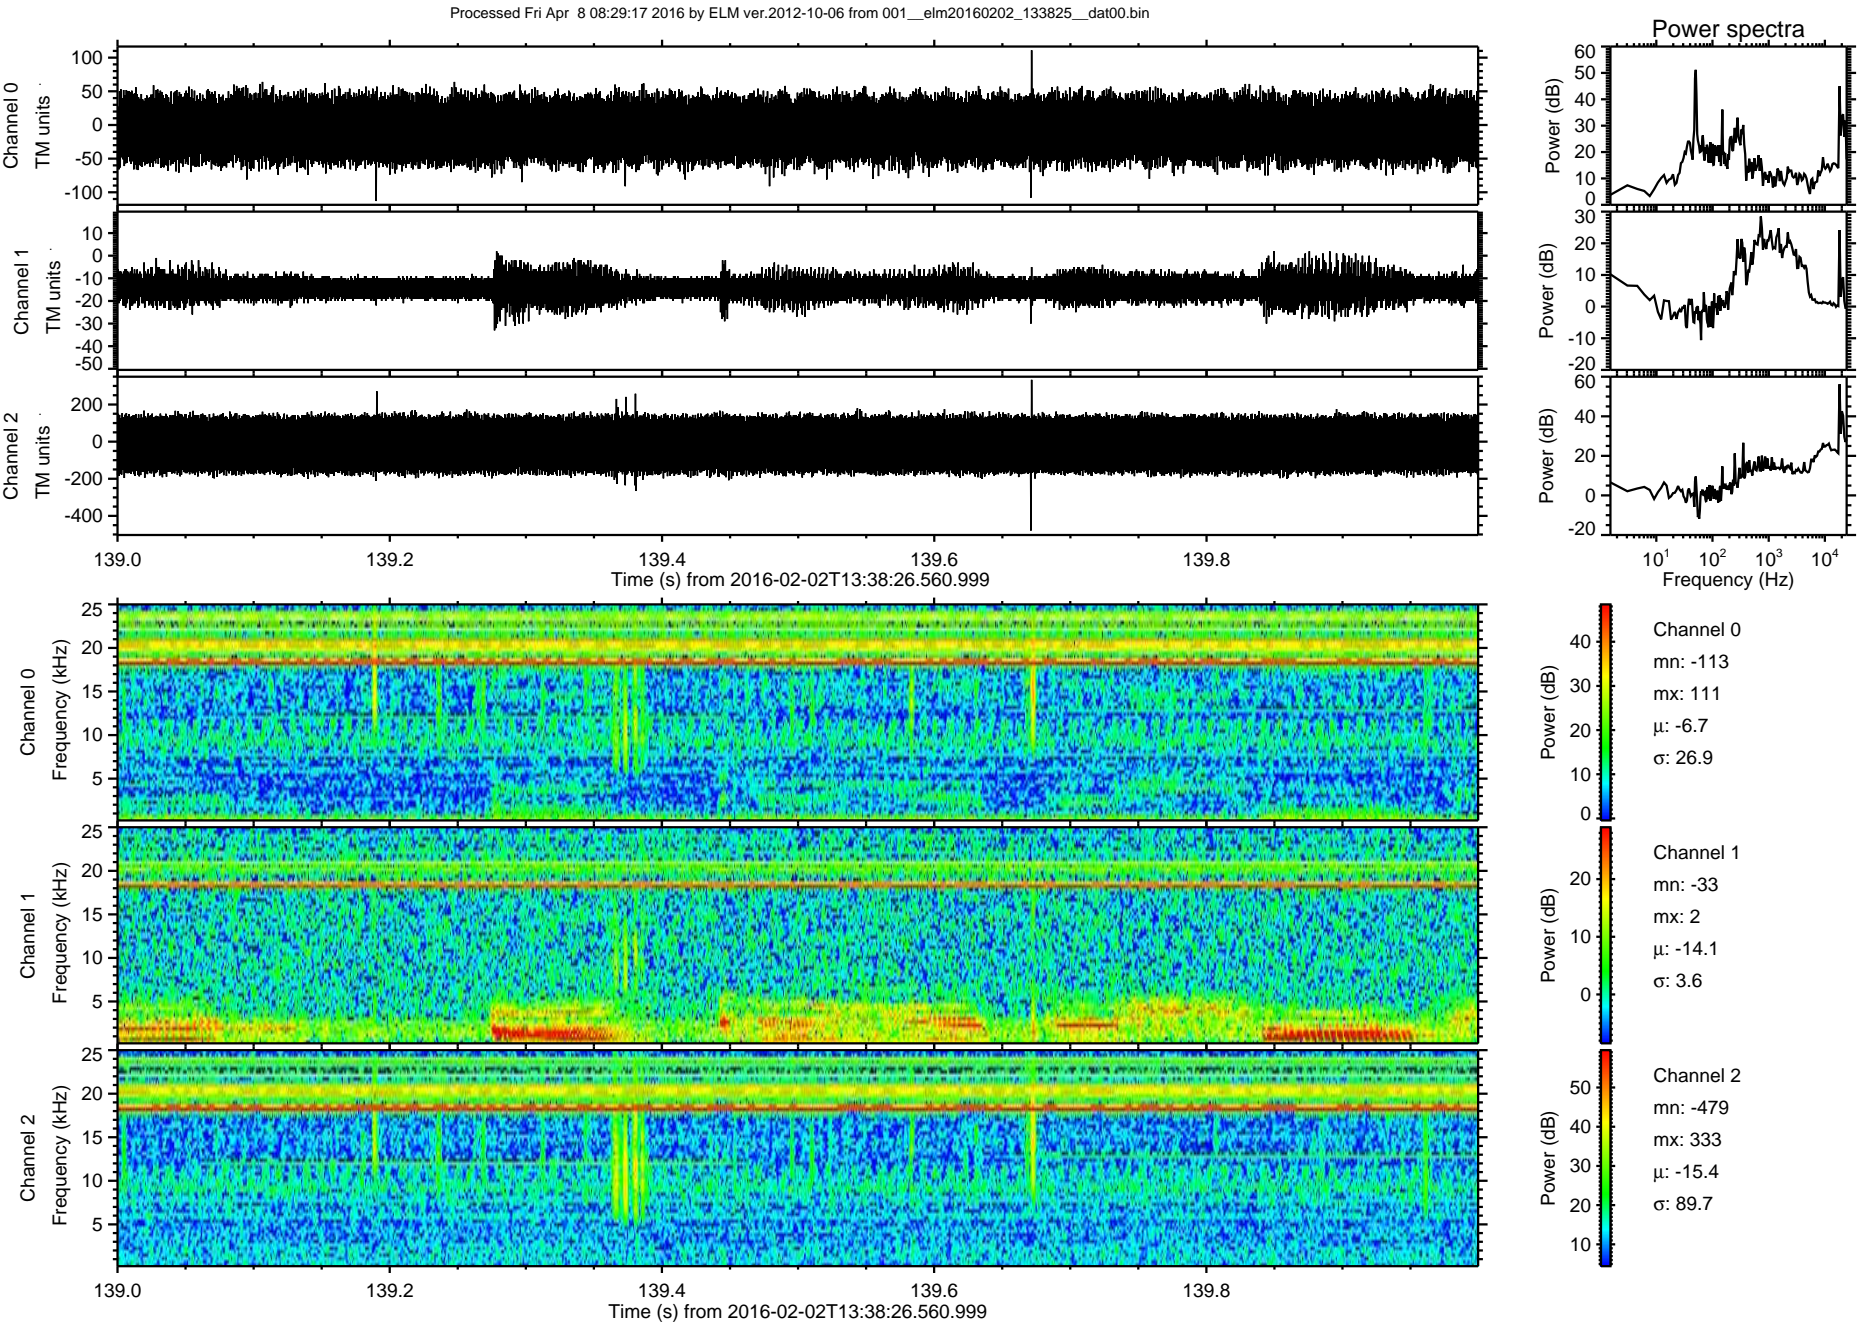 Processed Fri Apr 8 08:29:17 2016 by ELM ver.2012-10-06 from 001__elm20160202_133825__dat00.bin
Power spectra
Channel 0
TM units
100
50
0
-50
-100
Power (dB)
60
50
40
30
20
10
0
Channel 1
TM units
10
0
-10
-20
-30
-40
-50
Power (dB)
30
20
10
0
-10
-20
Channel 2
TM units
200
0
-200
-400
Power (dB)
60
40
20
0
-20
139.0 139.2 139.4 139.6 139.8
Time (s) from 2016-02-02T13:38:26.560.999
10¹ 10² 10³ 10⁴
Frequency (Hz)
Channel 0
Frequency (kHz)
25
20
15
10
5
Power (dB)
40
30
20
10
0
Channel 0
mn: -113
mx: 111
μ: -6.7
σ: 26.9
Channel 1
Frequency (kHz)
25
20
15
10
5
Power (dB)
20
10
0
Channel 1
mn: -33
mx: 2
μ: -14.1
σ: 3.6
Channel 2
Frequency (kHz)
25
20
15
10
5
Power (dB)
50
40
30
20
10
Channel 2
mn: -479
mx: 333
μ: -15.4
σ: 89.7
139.0 139.2 139.4 139.6 139.8
Time (s) from 2016-02-02T13:38:26.560.999